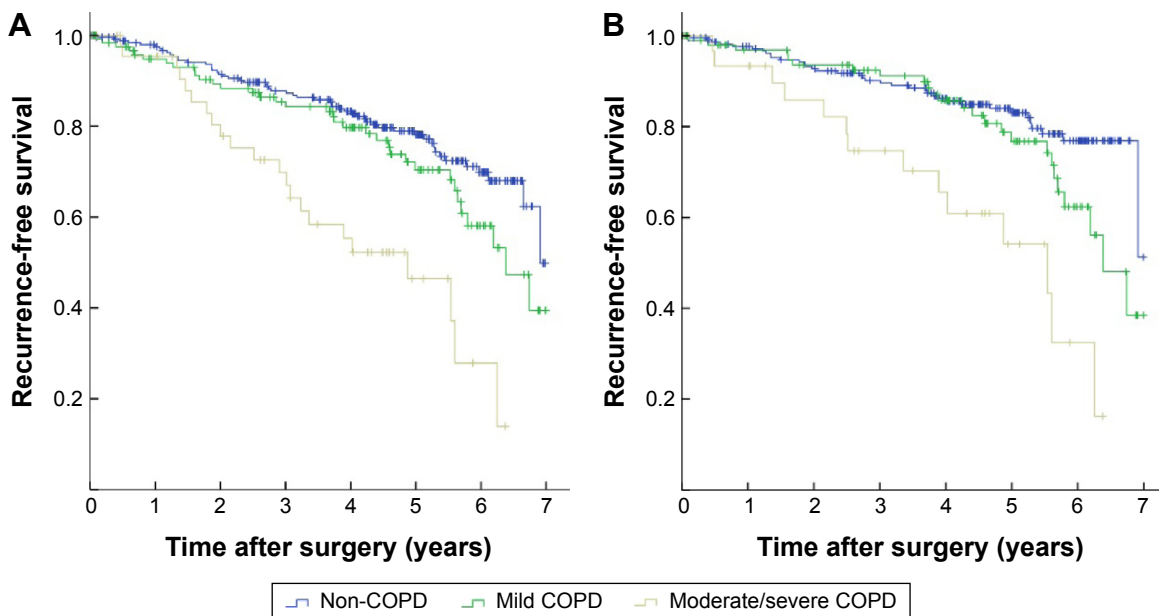 A
Recurrence-free survival
1.0
0.8
0.6
0.4
0.2
0 1 2 3 4 5 6 7
Time after surgery (years)
B
Recurrence-free survival
1.0
0.8
0.6
0.4
0.2
0 1 2 3 4 5 6 7
Time after surgery (years)
Non-COPD Mild COPD Moderate/severe COPD